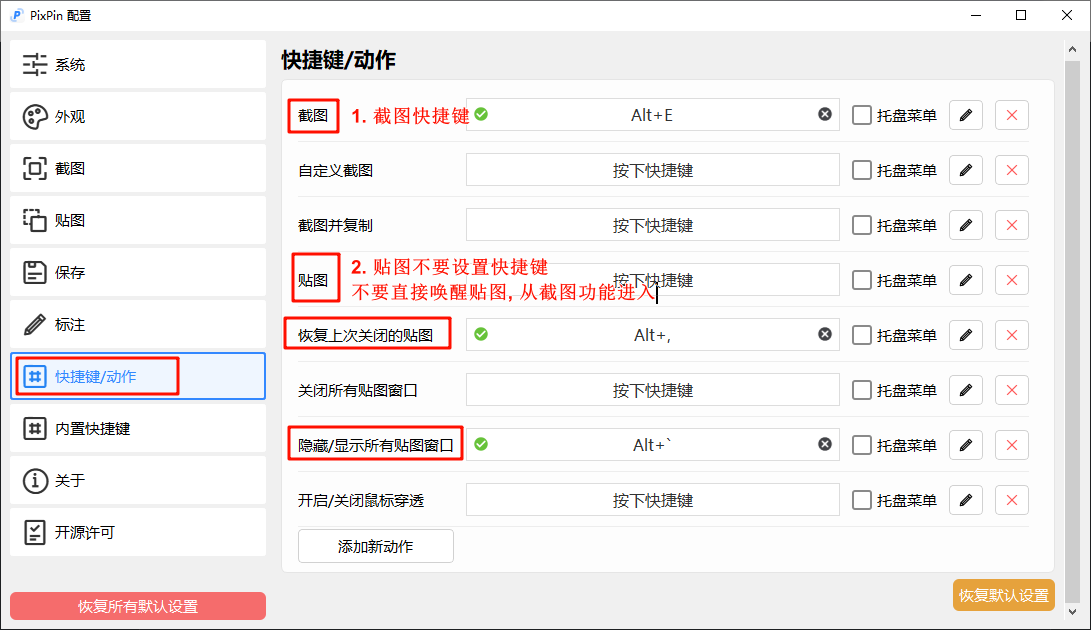 PixPin 配置
系统
外观
截图
贴图
保存
标注
快捷键/动作
内置快捷键
关于
开源许可
恢复所有默认设置
快捷键/动作
截图 1. 截图快捷键 Alt+E 托盘菜单
自定义截图 按下快捷键 托盘菜单
截图并复制 按下快捷键 托盘菜单
2. 贴图不要设置快捷键
贴图 按下快捷键 托盘菜单
不要直接唤醒贴图, 从截图功能进入
恢复上次关闭的贴图 Alt+, 托盘菜单
关闭所有贴图窗口 按下快捷键 托盘菜单
隐藏/显示所有贴图窗口 Alt+` 托盘菜单
开启/关闭鼠标穿透 按下快捷键 托盘菜单
添加新动作
恢复默认设置